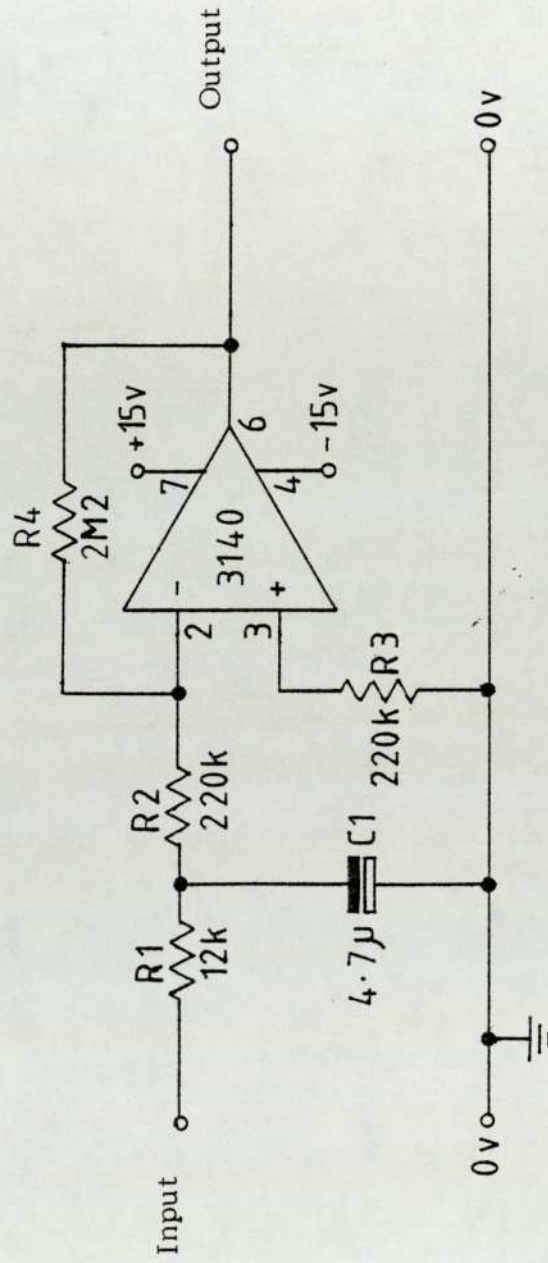 Input
R1
12k
R2
220k
R4
2M2
4.7µ C1
2
-
3140
3
+
7
+15v
4
-15v
6
220k R3
Output
0v
0v